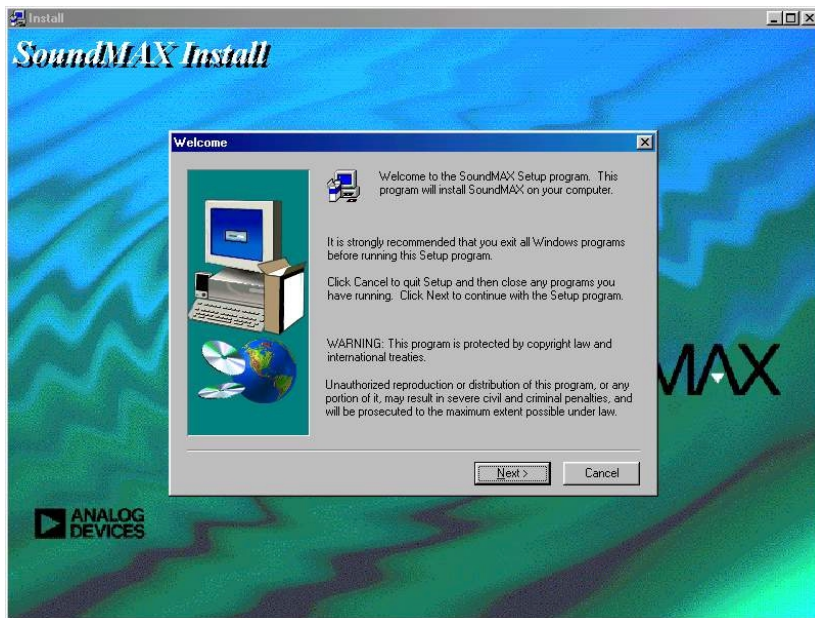 Install
SoundMAX Install
Welcome
Welcome to the SoundMAX Setup program. This
program will install SoundMAX on your computer.
It is strongly recommended that you exit all Windows programs
before running this Setup program.
Click Cancel to quit Setup and then close any programs you
have running. Click Next to continue with the Setup program.
WARNING: This program is protected by copyright law and
international treaties.
Unauthorized reproduction or distribution of this program, or any
portion of it, may result in severe civil and criminal penalties, and
will be prosecuted to the maximum extent possible under law.
MAX
Next >
Cancel
ANALOG
DEVICES